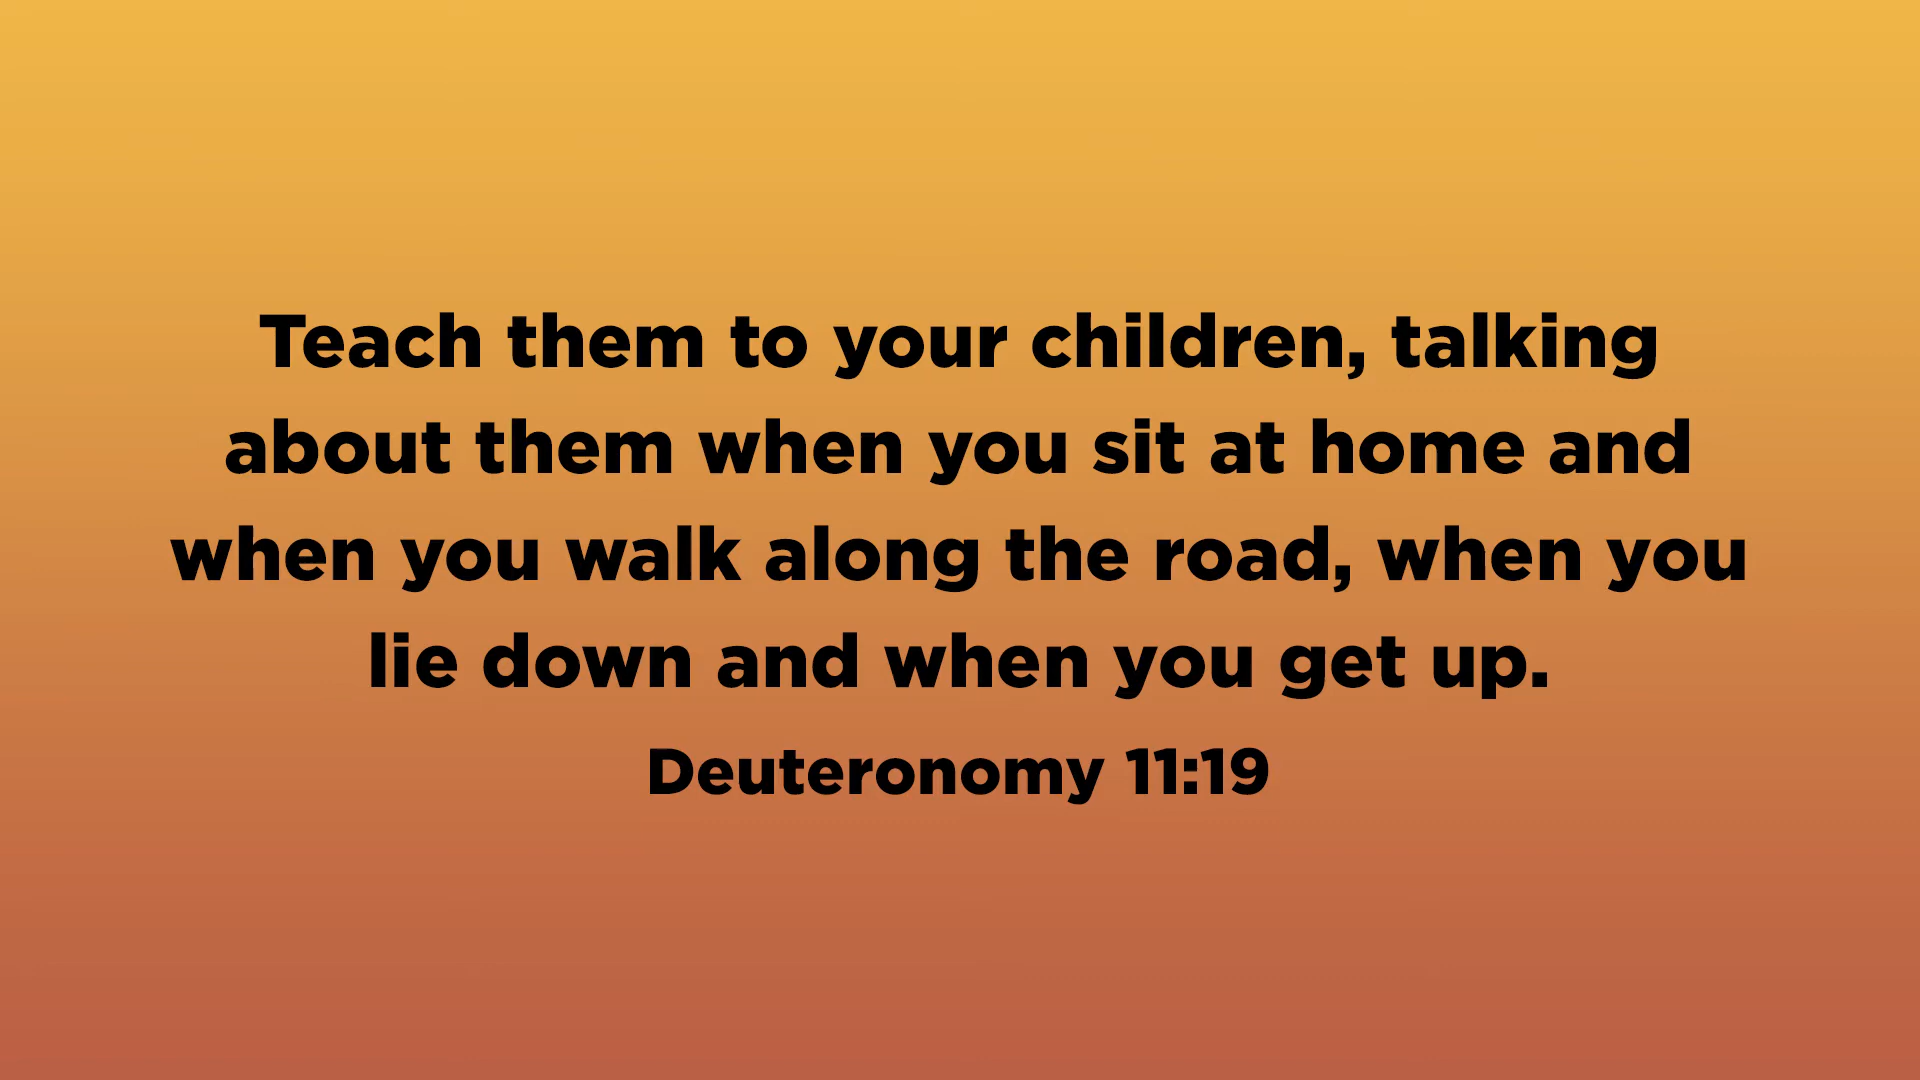 Teach them to your children, talking
about them when you sit at home and
when you walk along the road, when you
lie down and when you get up.
Deuteronomy 11:19